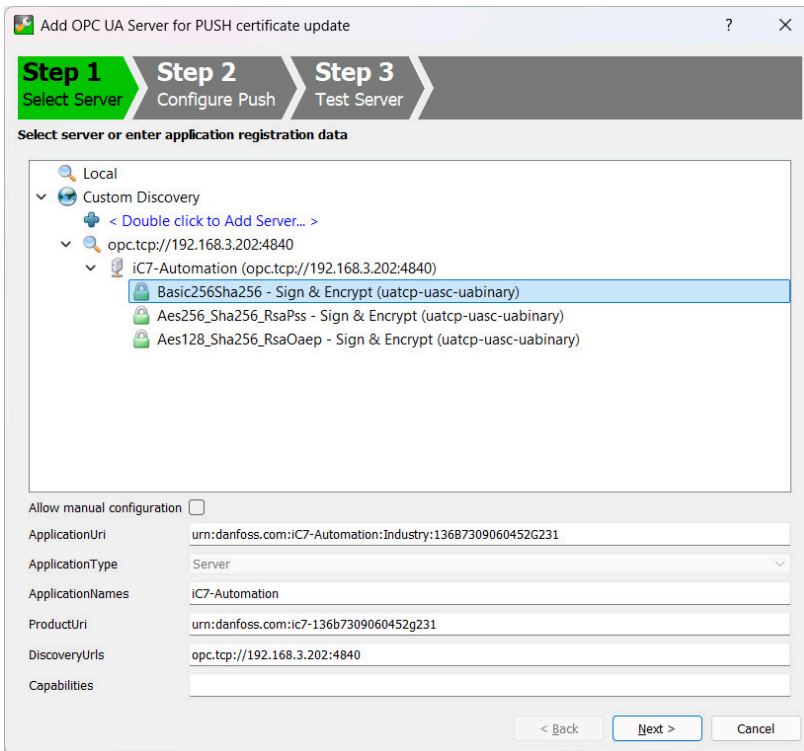 Add OPC UA Server for PUSH certificate update
?
Step 1
Select Server
Step 2
Configure Push
Step 3
Test Server
Select server or enter application registration data
Local
Custom Discovery
< Double click to Add Server... >
opc.tcp://192.168.3.202:4840
iC7-Automation (opc.tcp://192.168.3.202:4840)
Basic256Sha256 - Sign & Encrypt (uatcp-uasc-uabinary)
Aes256_Sha256_RsaPss - Sign & Encrypt (uatcp-uasc-uabinary)
Aes128_Sha256_RsaOaep - Sign & Encrypt (uatcp-uasc-uabinary)
Allow manual configuration
ApplicationUri urn:danfoss.com:iC7-Automation:Industry:136B7309060452G231
ApplicationType Server
ApplicationNames iC7-Automation
ProductUri urn:danfoss.com:ic7-136b7309060452g231
DiscoveryUrls opc.tcp://192.168.3.202:4840
Capabilities
< Back Next > Cancel